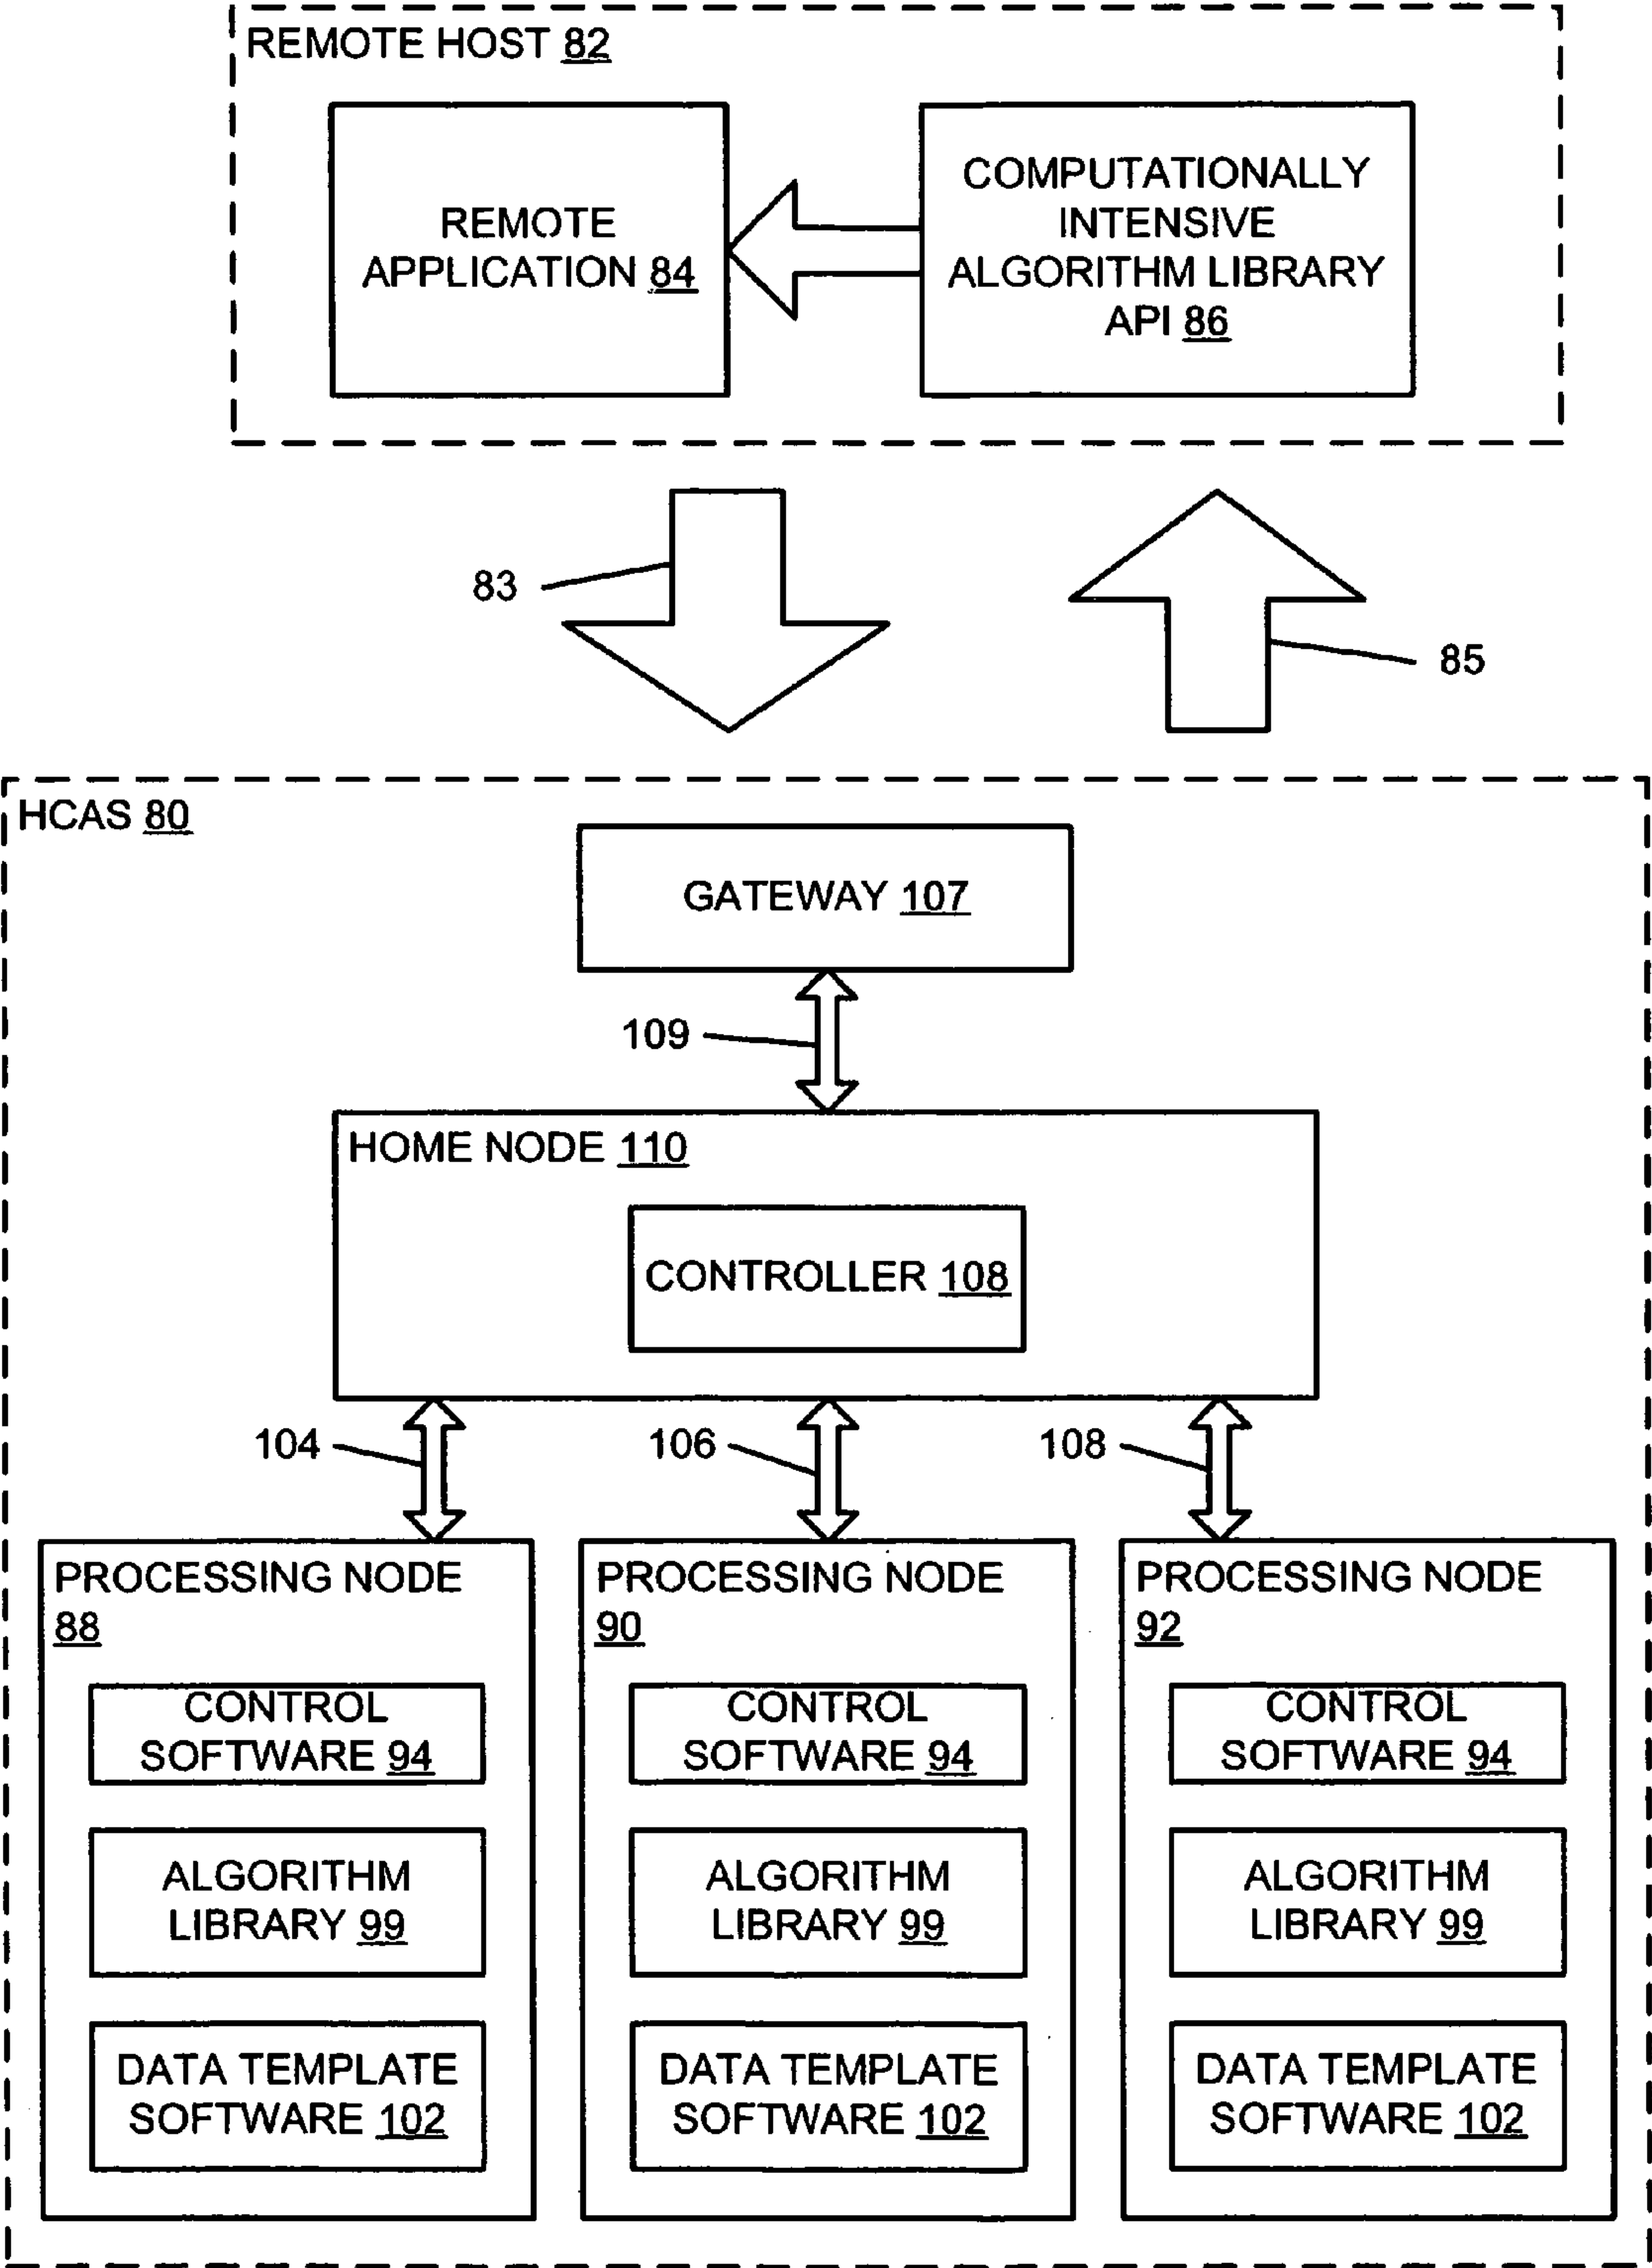 REMOTE HOST 82
REMOTE
APPLICATION 84
COMPUTATIONALLY
INTENSIVE
ALGORITHM LIBRARY
API 86
83
85
HCAS 80
GATEWAY 107
109
HOME NODE 110
CONTROLLER 108
104
106
108
PROCESSING NODE
88
CONTROL
SOFTWARE 94
ALGORITHM
LIBRARY 99
DATA TEMPLATE
SOFTWARE 102
PROCESSING NODE
90
CONTROL
SOFTWARE 94
ALGORITHM
LIBRARY 99
DATA TEMPLATE
SOFTWARE 102
PROCESSING NODE
92
CONTROL
SOFTWARE 94
ALGORITHM
LIBRARY 99
DATA TEMPLATE
SOFTWARE 102